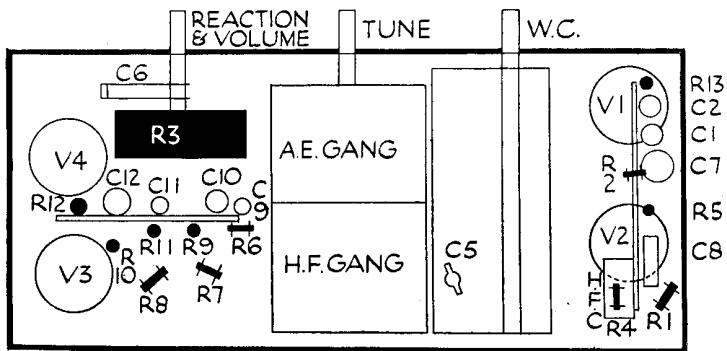 REACTION
& VOLUME
TUNE
W.C.
C6
R3
V4
A.E. GANG
V1
R13
C2
C1
C7
R
2
R12
C12
C11
C10
C
9
R11
R9
R6
R5
V2
C8
V3
R
10
R8
R7
H.F. GANG
C5
H
F
C
R4
R1